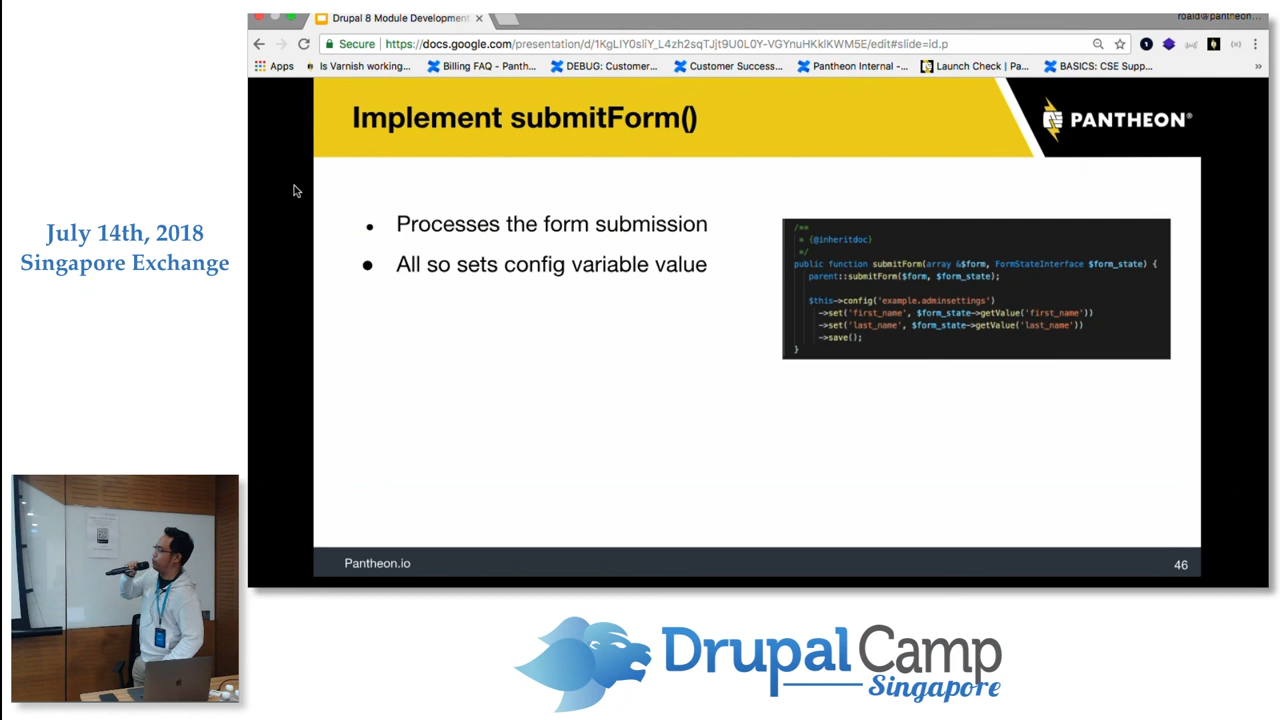 Drupal 8 Module Development
roald@pantheon...
Secure https://docs.google.com/presentation/d/1KgLIY0sIiY_L4zh2sqTJjt9U0L0Y-VGYnuHKkIKWM5E/edit#slide=id.p
Apps Is Varnish working... Billing FAQ - Panth... DEBUG: Customer... Customer Success... Pantheon Internal -... Launch Check | Pa... BASICS: CSE Supp... »
Implement submitForm()
PANTHEON®
July 14th, 2018
Singapore Exchange
● Processes the form submission
● All so sets config variable value
/**
* {@inheritdoc}
*/
public function submitForm(array &$form, FormStateInterface $form_state) {
parent::submitForm($form, $form_state);
$this->config('example.adminsettings')
->set('first_name', $form_state->getValue('first_name'))
->set('last_name', $form_state->getValue('last_name'))
->save();
}
Pantheon.io
46
DrupalCamp
Singapore